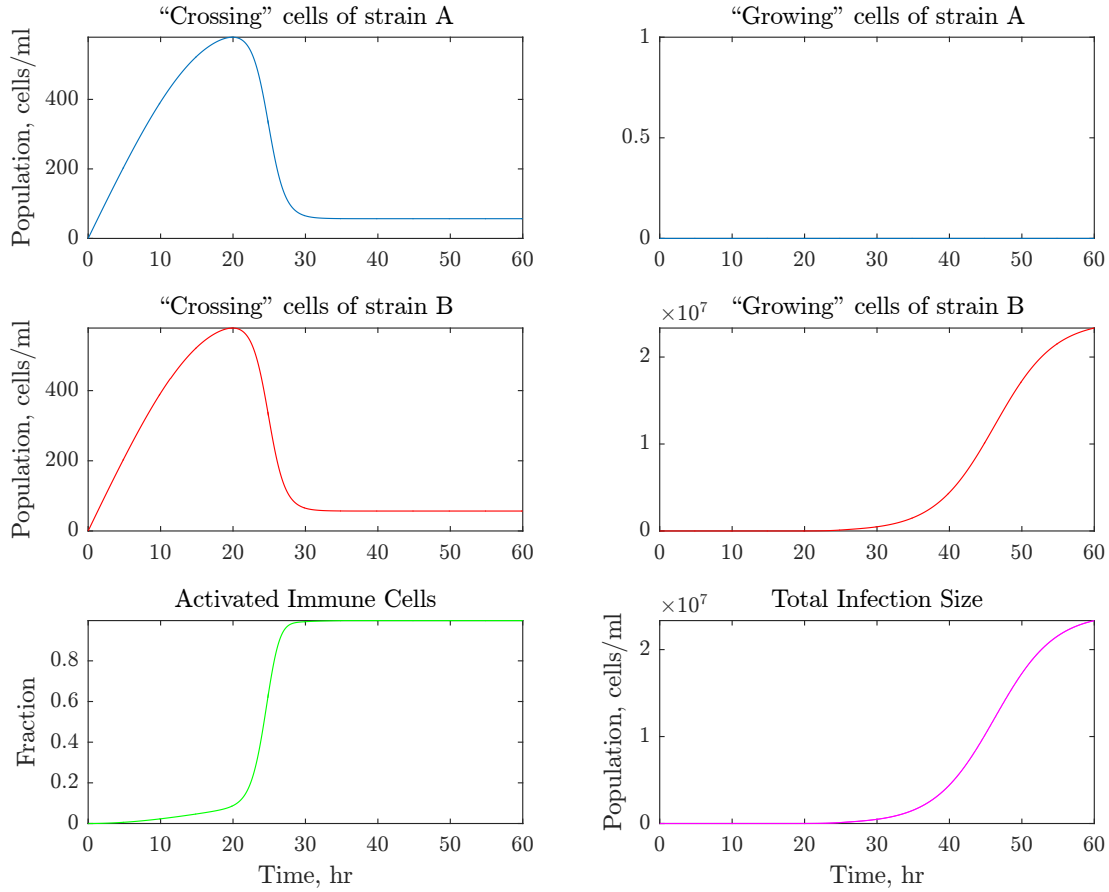 “Crossing” cells of strain A
Population, cells/ml
400
200
0
0 10 20 30 40 50 60
“Growing” cells of strain A
1
0.5
0
0 10 20 30 40 50 60
“Crossing” cells of strain B
Population, cells/ml
400
200
0
0 10 20 30 40 50 60
“Growing” cells of strain B
×10⁷
2
1
0
0 10 20 30 40 50 60
Activated Immune Cells
Fraction
0.8
0.6
0.4
0.2
0
0 10 20 30 40 50 60
Time, hr
Total Infection Size
×10⁷
Population, cells/ml
2
1
0
0 10 20 30 40 50 60
Time, hr